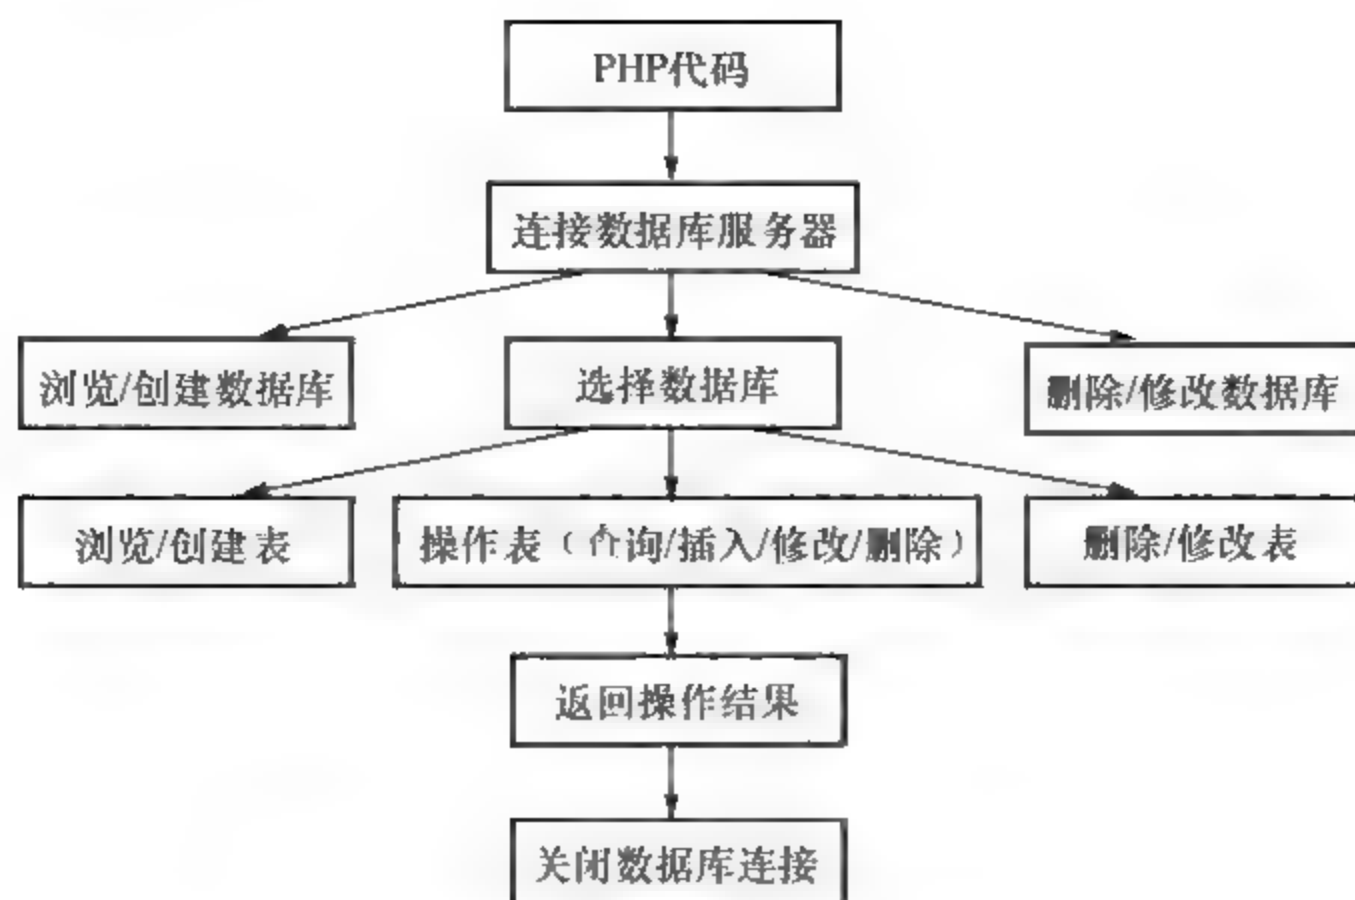 PHP代码
连接数据库服务器
浏览/创建数据库
选择数据库
删除/修改数据库
浏览/创建表
操作表（查询/插入/修改/删除）
删除/修改表
返回操作结果
关闭数据库连接